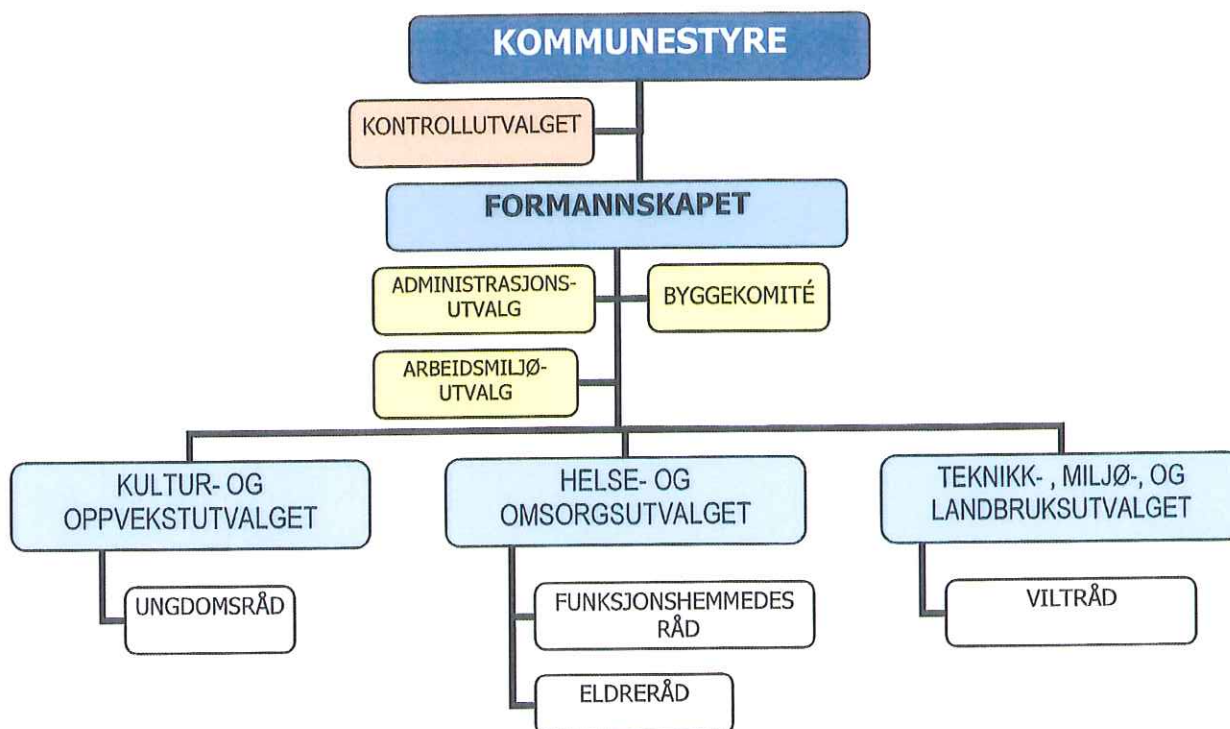 KOMMUNESTYRE
KONTROLLUTVALGET
FORMANNSKAPET
ADMINISTRASJONS-
UTVALG
BYGGEKOMITÉ
ARBEIDSMILJØ-
UTVALG
KULTUR- OG
OPPVEKSTUTVALGET
HELSE- OG
OMSORGSUTVALGET
TEKNIKK- , MILJØ-, OG
LANDBRUKSUTVALGET
UNGDOMSRÅD
FUNKSJONSHEMMEDES
RÅD
VILTRÅD
ELDRERÅD